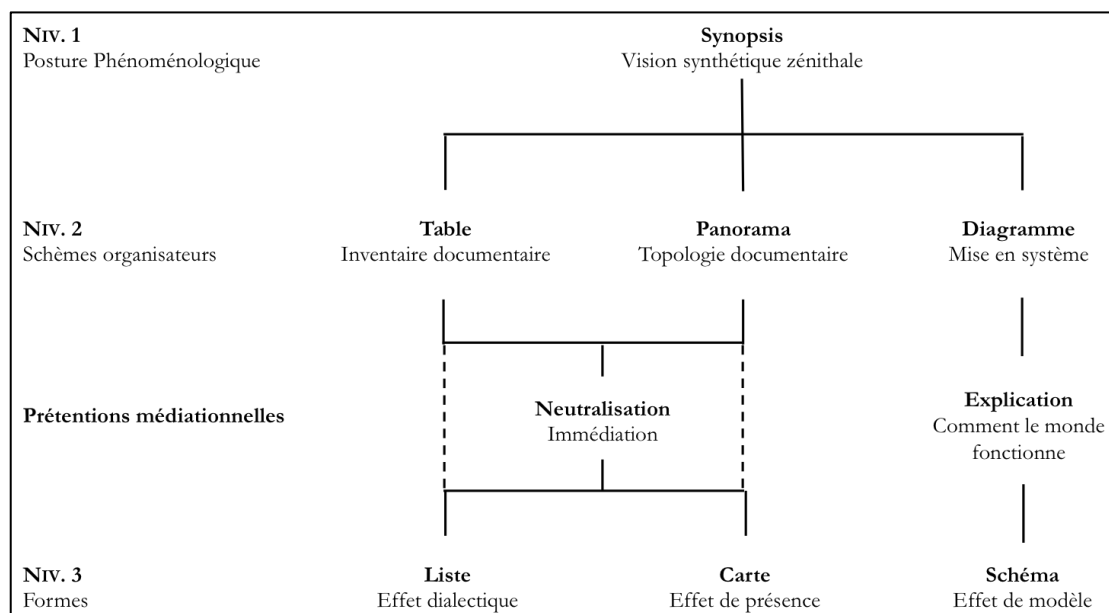 NIV. 1 Synopsis
Posture Phénoménologique Vision synthétique zénithale
NIV. 2 Table Panorama Diagramme
Schèmes organisateurs Inventaire documentaire Topologie documentaire Mise en système
Prétentions médiationnelles Neutralisation Explication
Immédiation Comment le monde
fonctionne
NIV. 3 Liste Carte Schéma
Formes Effet dialectique Effet de présence Effet de modèle